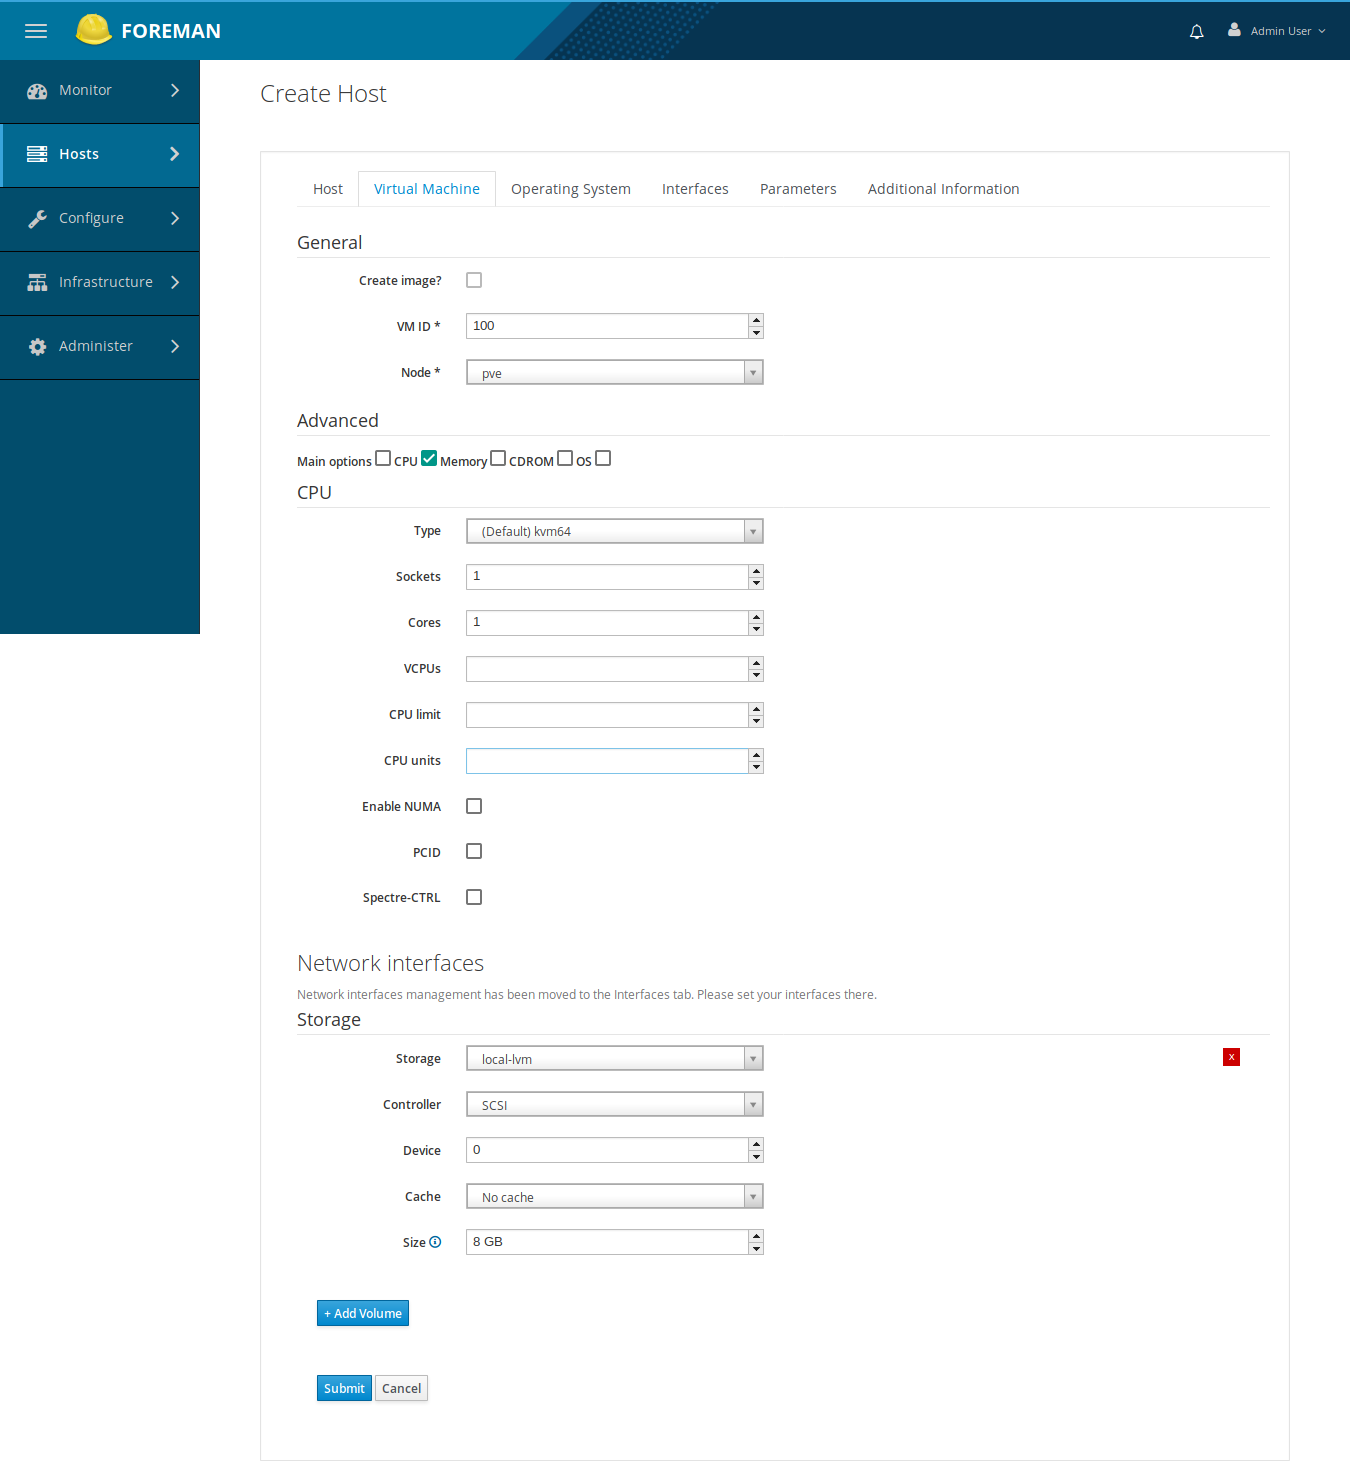 FOREMAN
Admin User
Monitor
Hosts
Configure
Infrastructure
Administer
Create Host
Host Virtual Machine Operating System Interfaces Parameters Additional Information
General
Create image?
VM ID * 100
Node * pve
Advanced
Main options CPU Memory CDROM OS
CPU
Type (Default) kvm64
Sockets 1
Cores 1
VCPUs
CPU limit
CPU units
Enable NUMA
PCID
Spectre-CTRL
Network interfaces
Network interfaces management has been moved to the Interfaces tab. Please set your interfaces there.
Storage
Storage local-lvm x
Controller SCSI
Device 0
Cache No cache
Size 8 GB
+ Add Volume
Submit Cancel